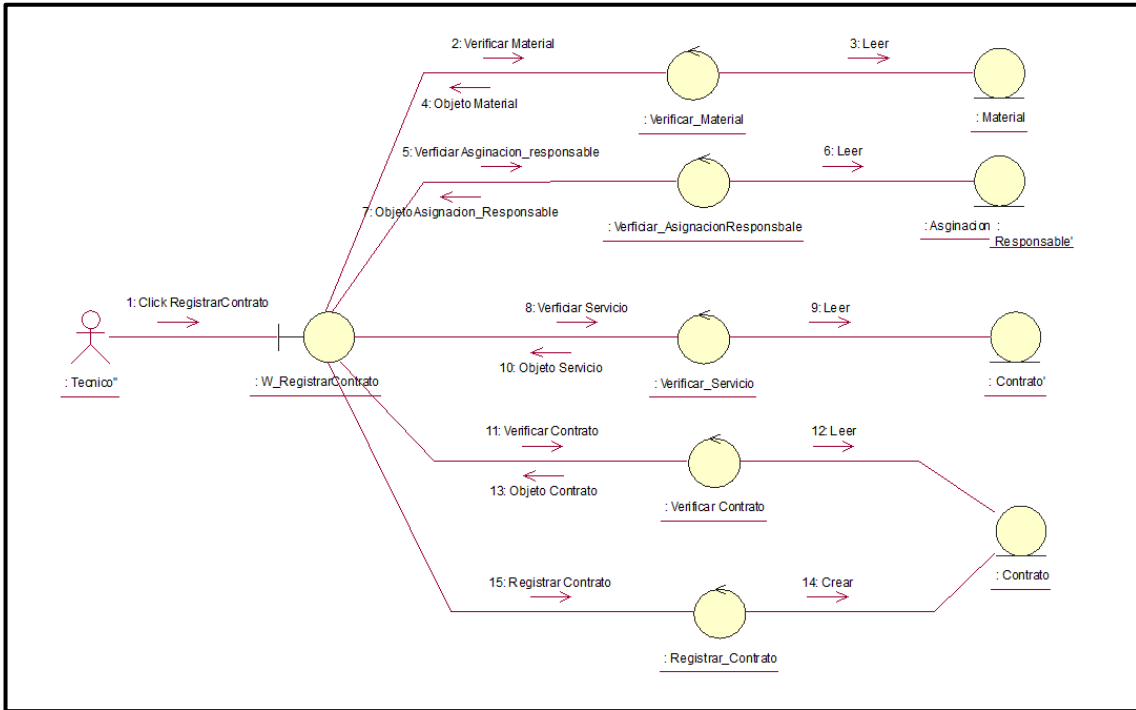 2: Verificar Material
3: Leer
4: Objeto Material
: Verificar_Material
: Material
5: Verficiar Asginacion_responsable
6: Leer
7: Objeto Asignacion_Responsable
: Verficiar_AsignacionResponsbale
: Asginacion :
Responsable'
1: Click RegistrarContrato
8: Verficiar Servicio
9: Leer
10: Objeto Servicio
: Tecnico"
: W_RegistrarContrato
: Verificar_Servicio
: Contrato'
11: Verificar Contrato
12: Leer
13: Objeto Contrato
: Verificar Contrato
: Contrato
15: Registrar Contrato
14: Crear
: Registrar_Contrato